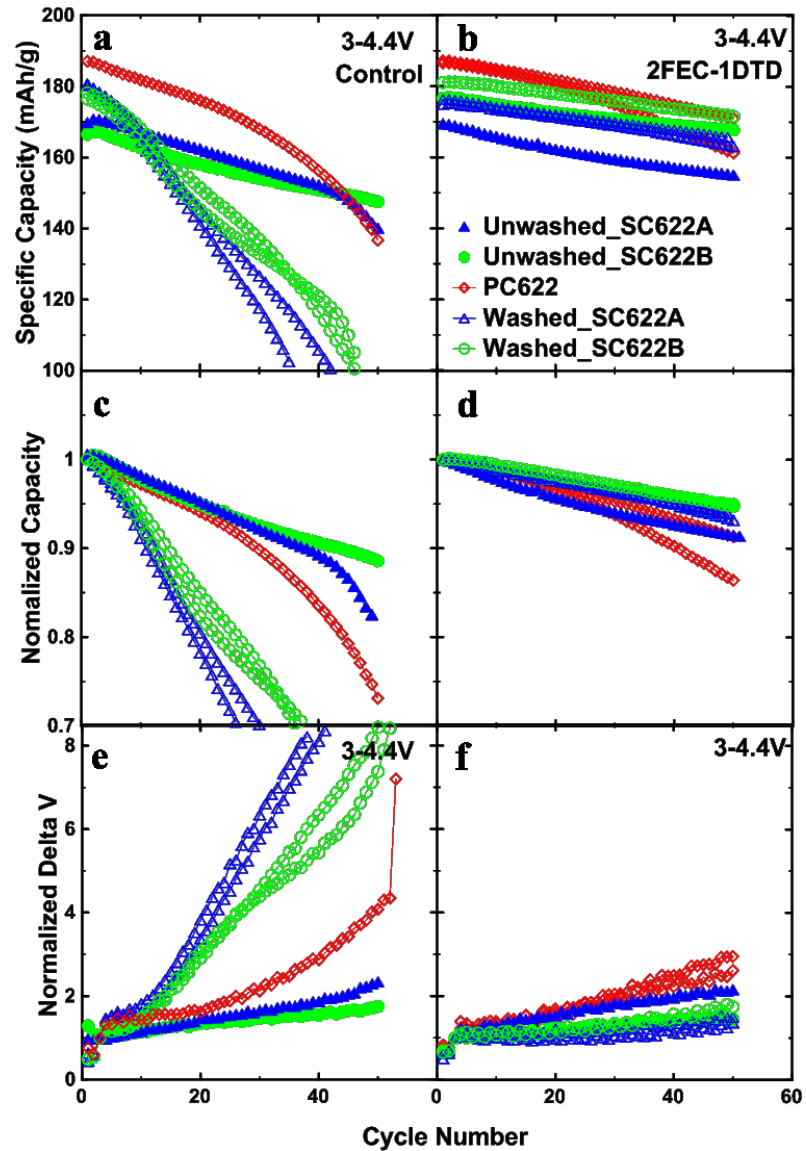 a
3-4.4V
Control
b
3-4.4V
2FEC-1DTD
Specific Capacity (mAh/g)
200
180
160
140
120
100
Unwashed_SC622A
Unwashed_SC622B
PC622
Washed_SC622A
Washed_SC622B
c
d
Nomalized Capacity
1
0.9
0.8
0.7
e
3-4.4V
f
3-4.4V
Normalized Delta V
8
6
4
2
0
0
20
40
0
20
40
60
Cycle Number